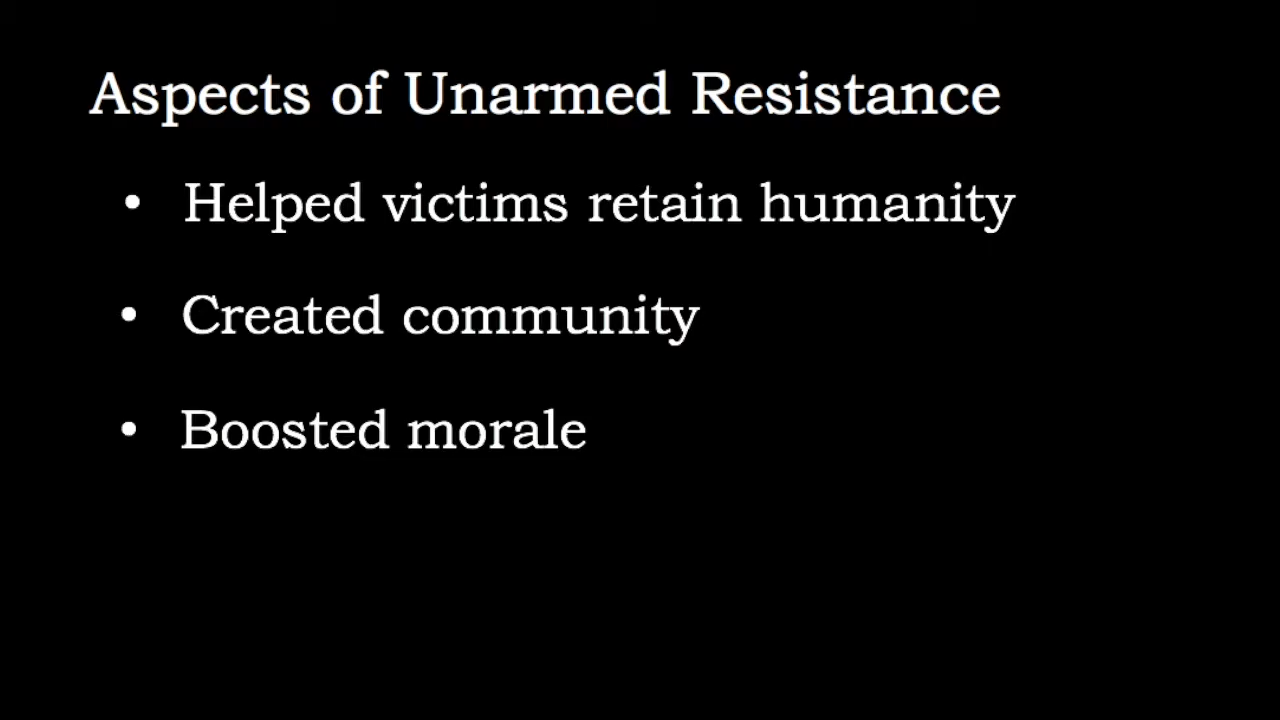 Aspects of Unarmed Resistance
• Helped victims retain humanity
• Created community
• Boosted morale